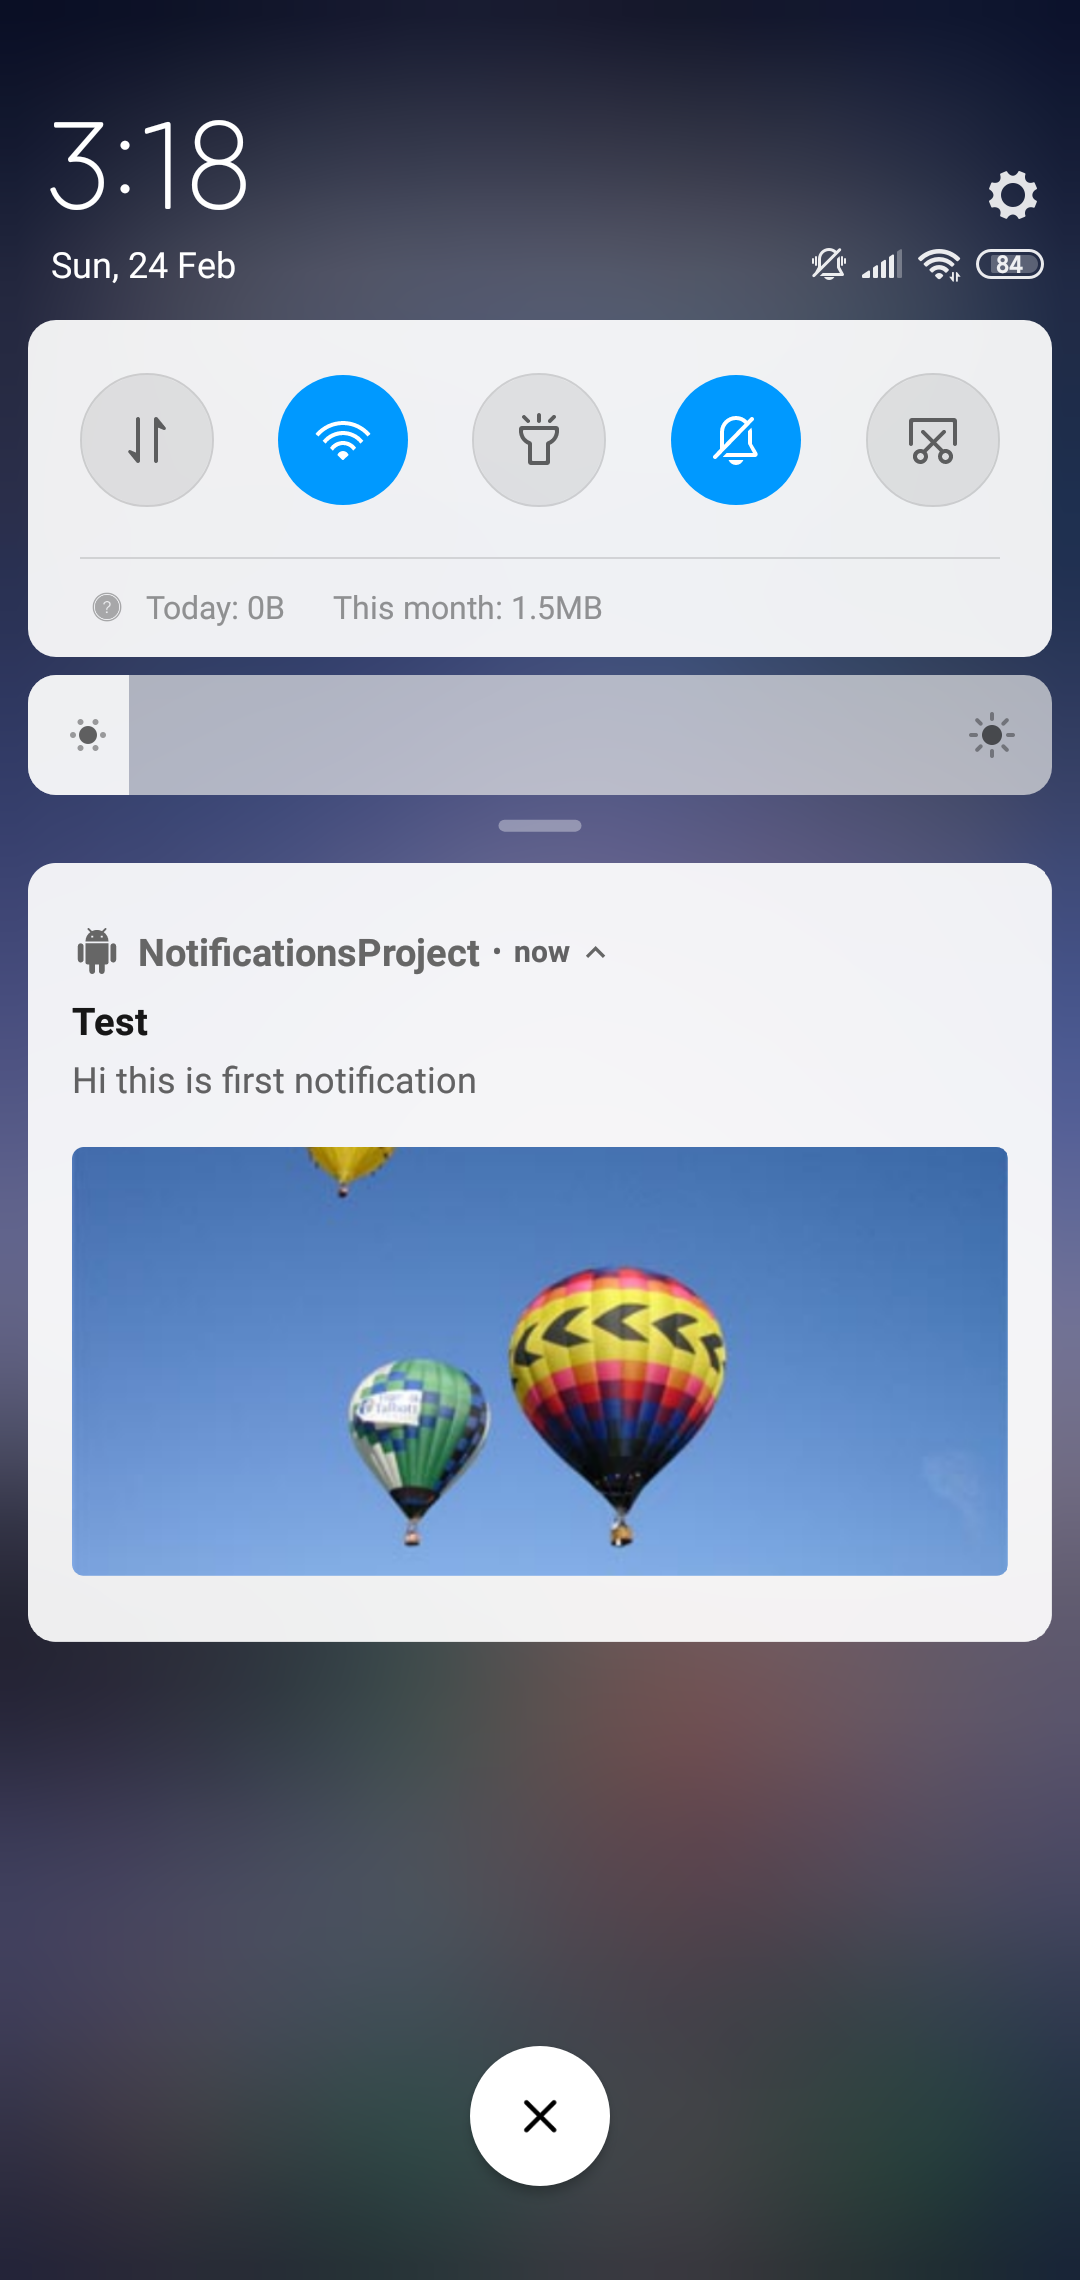 3:18
Sun, 24 Feb
84
Today: 0B This month: 1.5MB
NotificationsProject • now
Test
Hi this is first notification